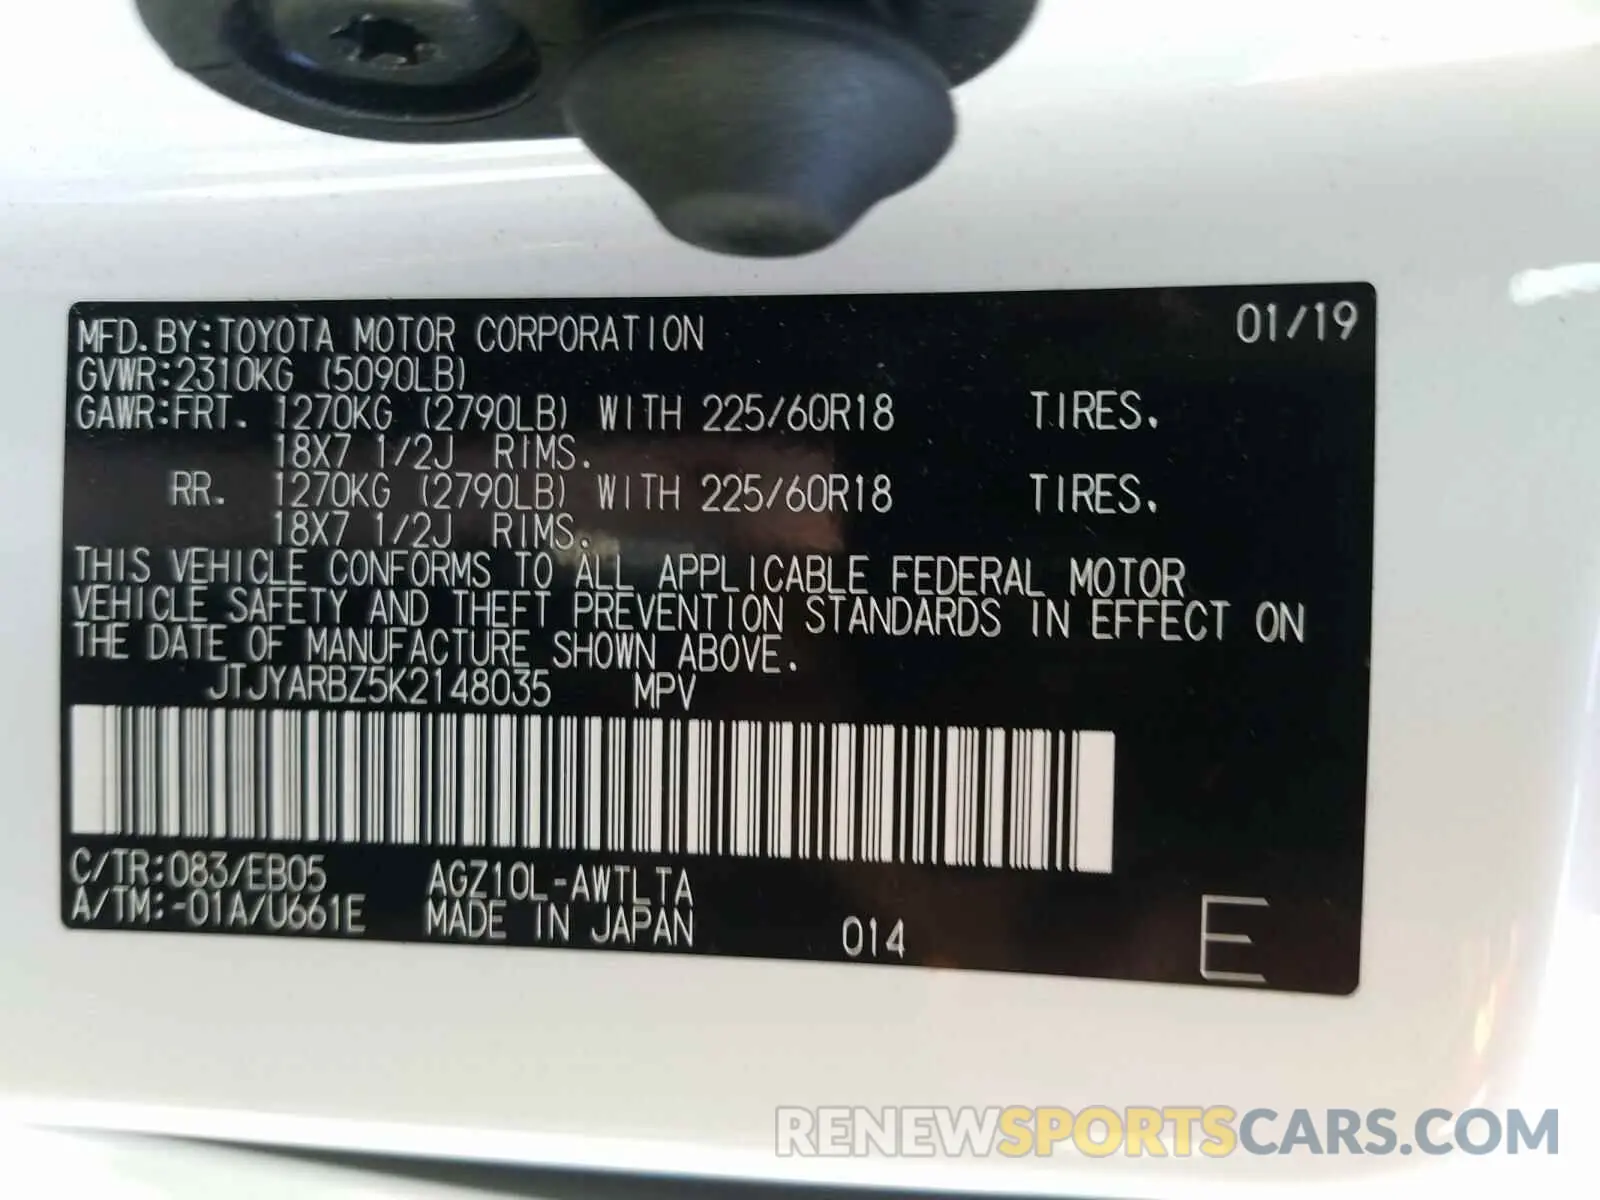 MFD. BY: TOYOTA MOTOR CORPORATION 01/19
GVWR: 2310KG (5090LB)
GAWR: FRT. 1270KG (2790LB) WITH 225/60R18 TIRES.
18X7 1/2J RIMS.
RR. 1270KG (2790LB) WITH 225/60R18 TIRES.
18X7 1/2J RIMS.
THIS VEHICLE CONFORMS TO ALL APPLICABLE FEDERAL MOTOR
VEHICLE SAFETY AND THEFT PREVENTION STANDARDS IN EFFECT ON
THE DATE OF MANUFACTURE SHOWN ABOVE.
JTJYARBZ5K2148035 MPV
C/TR: 083/EB05 AGZ10L-AWTLTA
A/TM: -01A/U661E MADE IN JAPAN 014 E
RENEWSPORTSCARS.COM